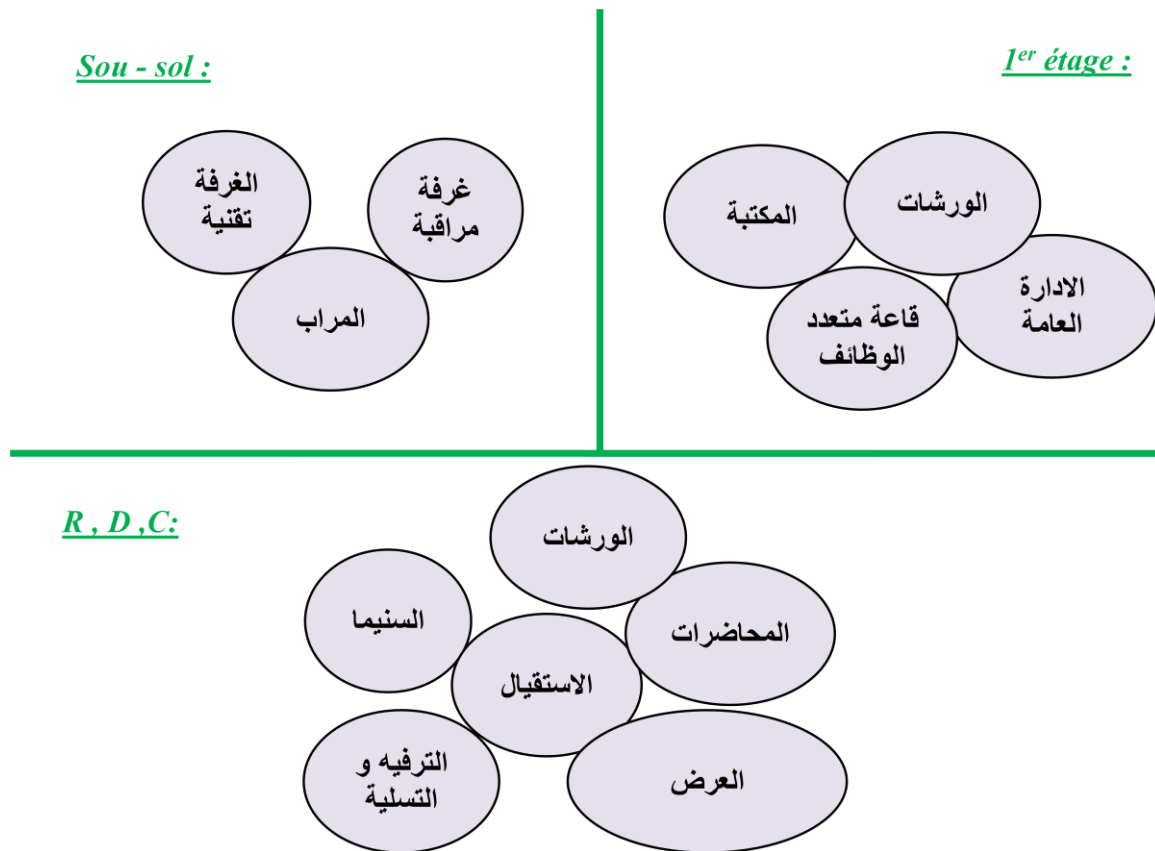 Sou - sol :
الغرفة
تقنية
غرفة
مراقبة
المراب
1er étage :
المكتبة
الورشات
الادارة
العامة
قاعة متعدد
الوظائف
R , D ,C:
الورشات
السنيما
المحاضرات
الاستقيال
الترفيه و
التسلية
العرض